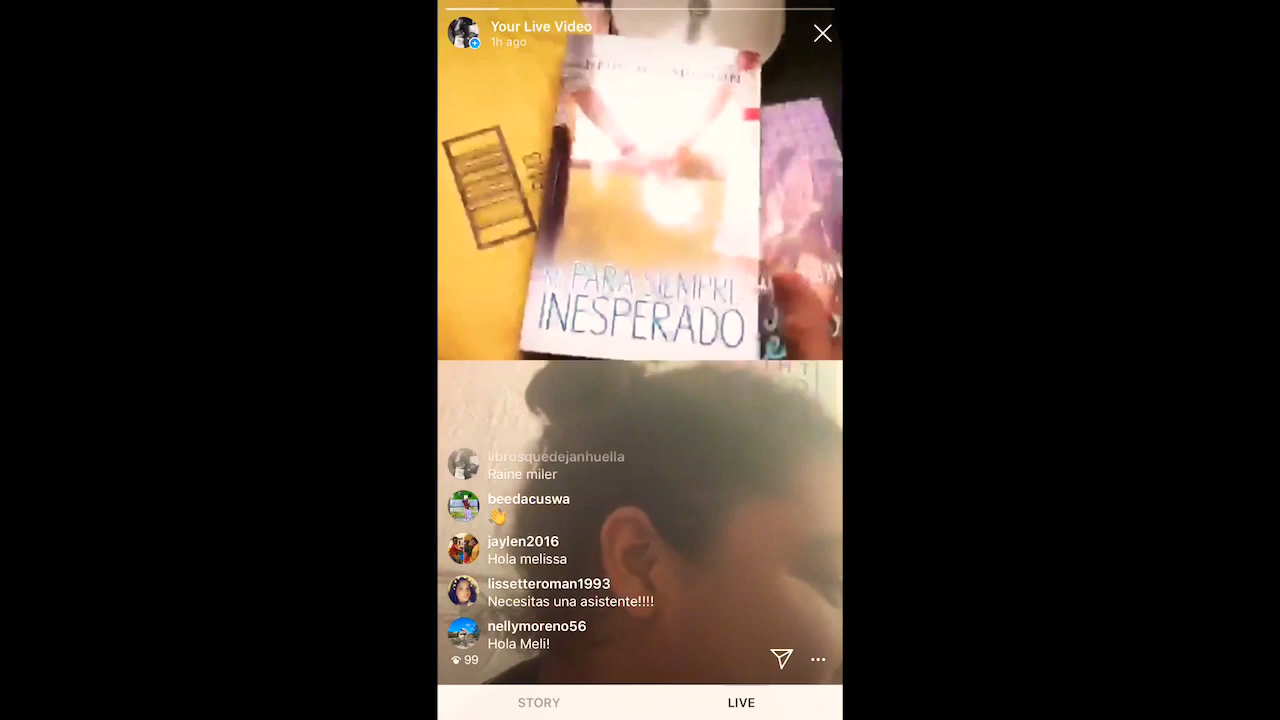 Your Live Video
1h ago
PARA SIEMPRE
INESPERADO
librosquedejanhuella
Raine miler
beedacuswa
👋
jaylen2016
Hola melissa
lissetteroman1993
Necesitas una asistente!!!!
nellymoreno56
Hola Meli!
99
STORY
LIVE